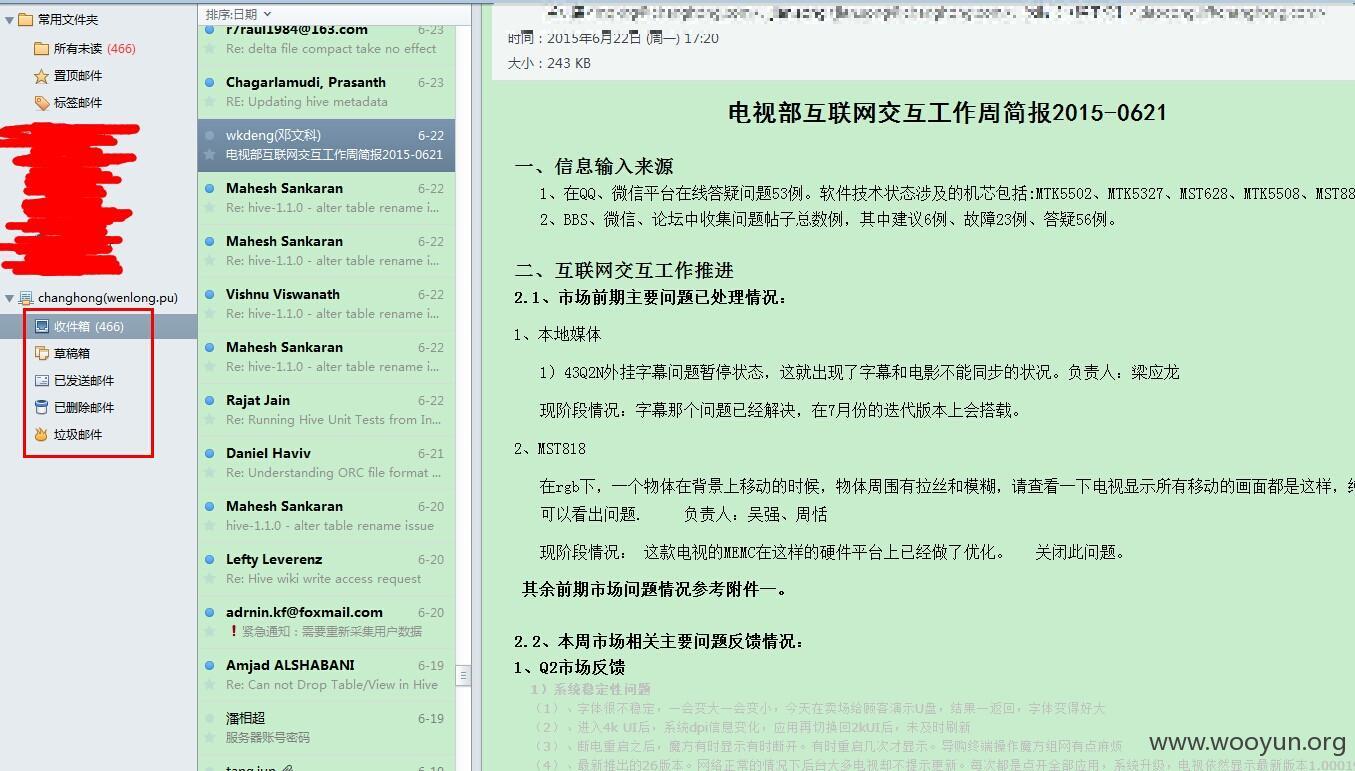 常用文件夹
所有未读 (466)
置顶邮件
标签邮件
changhong(wenlong.pu)
收件箱 (466)
草稿箱
已发送邮件
已删除邮件
垃圾邮件
排序:日期
r7raul1984@163.com 6-23
Re: delta file compact take no effect
Chagarlamudi, Prasanth 6-23
RE: Updating hive metadata
wkdeng(邓文科) 6-22
电视部互联网交互工作周简报2015-0621
Mahesh Sankaran 6-22
Re: hive-1.1.0 - alter table rename i...
Mahesh Sankaran 6-22
Re: hive-1.1.0 - alter table rename i...
Vishnu Viswanath 6-22
Re: hive-1.1.0 - alter table rename i...
Mahesh Sankaran 6-22
Re: hive-1.1.0 - alter table rename i...
Rajat Jain 6-22
Re: Running Hive Unit Tests from In...
Daniel Haviv 6-21
Re: Understanding ORC file format ...
Mahesh Sankaran 6-20
hive-1.1.0 - alter table rename issue
Lefty Leverenz 6-20
Re: Hive wiki write access request
adrnin.kf@foxmail.com 6-20
❗紧急通知：需要重新采集用户数据
Amjad ALSHABANI 6-19
Re: Can not Drop Table/View in Hive
潘相超 6-19
服务器账号密码
tang.jun 6-19
时间：2015年6月22日 (周一) 17:20
大小：243 KB
电视部互联网交互工作周简报2015-0621
一、信息输入来源
1、在QQ、微信平台在线答疑问题53例。软件技术状态涉及的机芯包括:MTK5502、MTK5327、MST628、MTK5508、MST88
2、BBS、微信、论坛中收集问题帖子总数例，其中建议6例、故障23例、答疑56例。
二、互联网交互工作推进
2.1、市场前期主要问题已处理情况：
1、本地媒体
1）43Q2N外挂字幕问题暂停状态，这就出现了字幕和电影不能同步的状况。负责人：梁应龙
现阶段情况：字幕那个问题已经解决，在7月份的迭代版本上会搭载。
2、MST818
在rgb下，一个物体在背景上移动的时候，物体周围有拉丝和模糊，请查看一下电视显示所有移动的画面都是这样，
可以看出问题. 负责人：吴强、周恬
现阶段情况： 这款电视的MEMC在这样的硬件平台上已经做了优化。 关闭此问题。
其余前期市场问题情况参考附件一。
2.2、本周市场相关主要问题反馈情况：
1、Q2市场反馈
1）系统稳定性问题
（1）、字体很不稳定，一会变大一会变小，今天在卖场给顾客演示U盘，结果一返回，字体变得好大
（2）、进入4k UI后，系统dpi信息变化，应用再切换回2kUI后，未及时刷新
（3）、断电重启之后，魔方有时显示有时断开。有时重启几次才显示。导购终端操作魔方组网有点麻烦
（4）、最新推出的26版本。网络正常的情况下后台大多电视却不提示更新。每次都是点开全部应用，系统升级，电视依然显示最新版本1.0001
www.wooyun.org